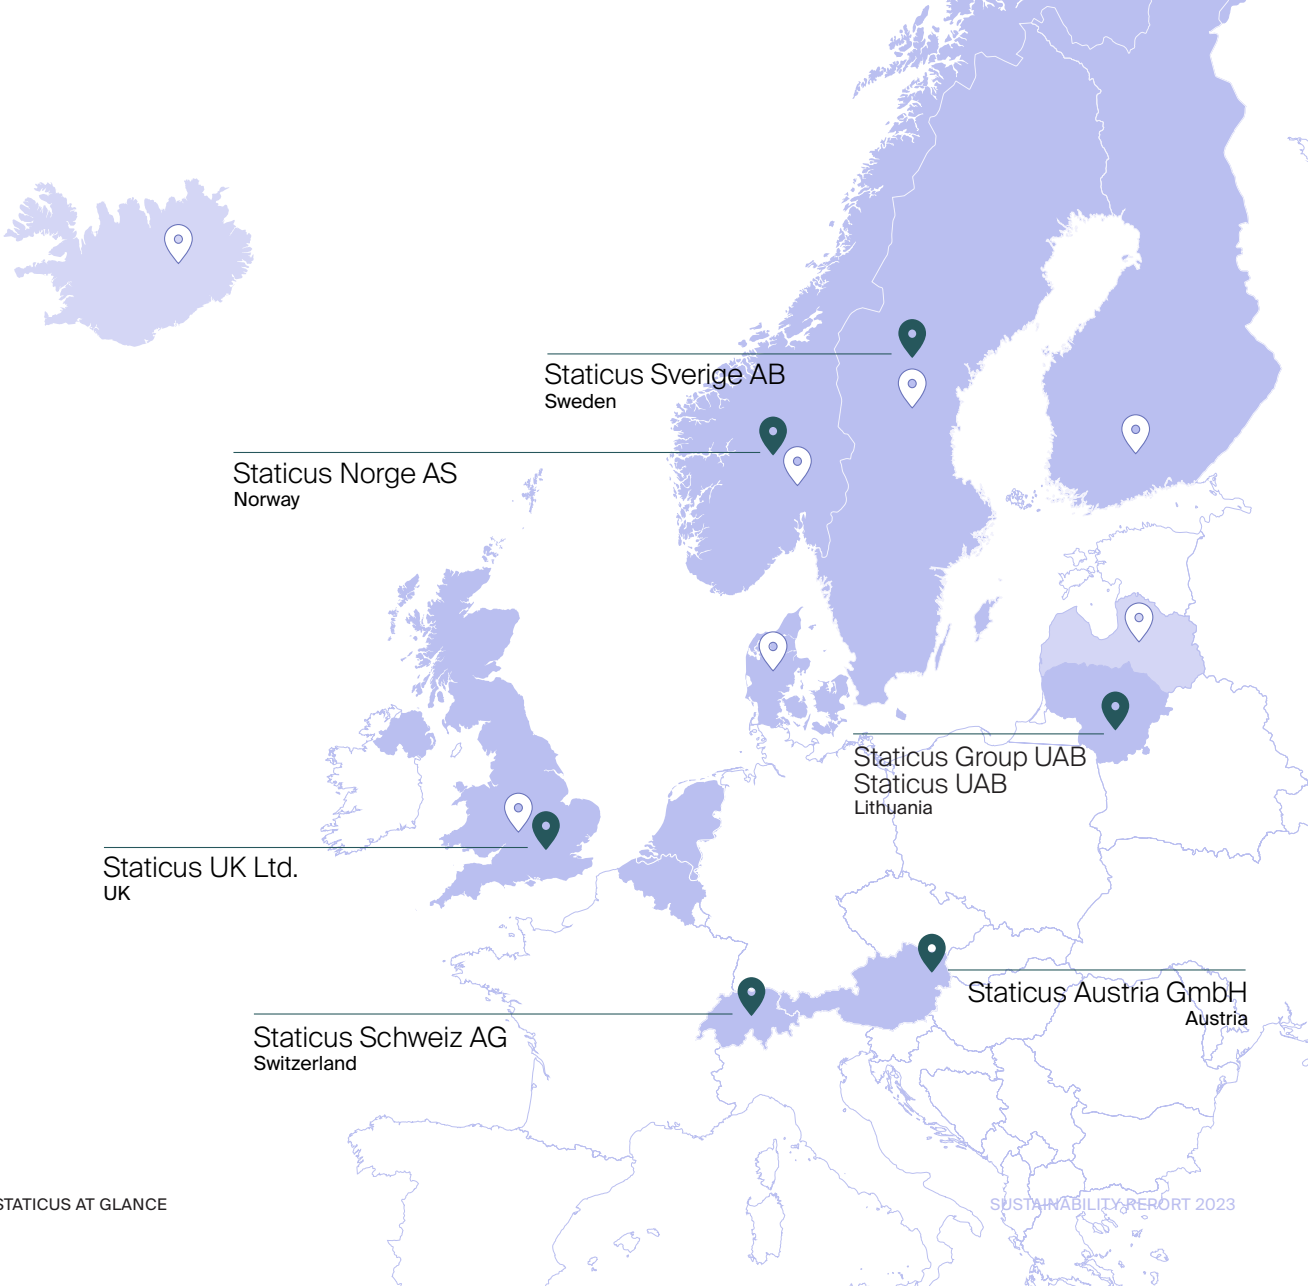 Staticus Sverige AB
Sweden
Staticus Norge AS
Norway
Staticus Group UAB
Staticus UAB
Lithuania
Staticus UK Ltd.
UK
Staticus Austria GmbH
Austria
Staticus Schweiz AG
Switzerland
STATICUS AT GLANCE
SUSTAINABILITY REPORT 2023